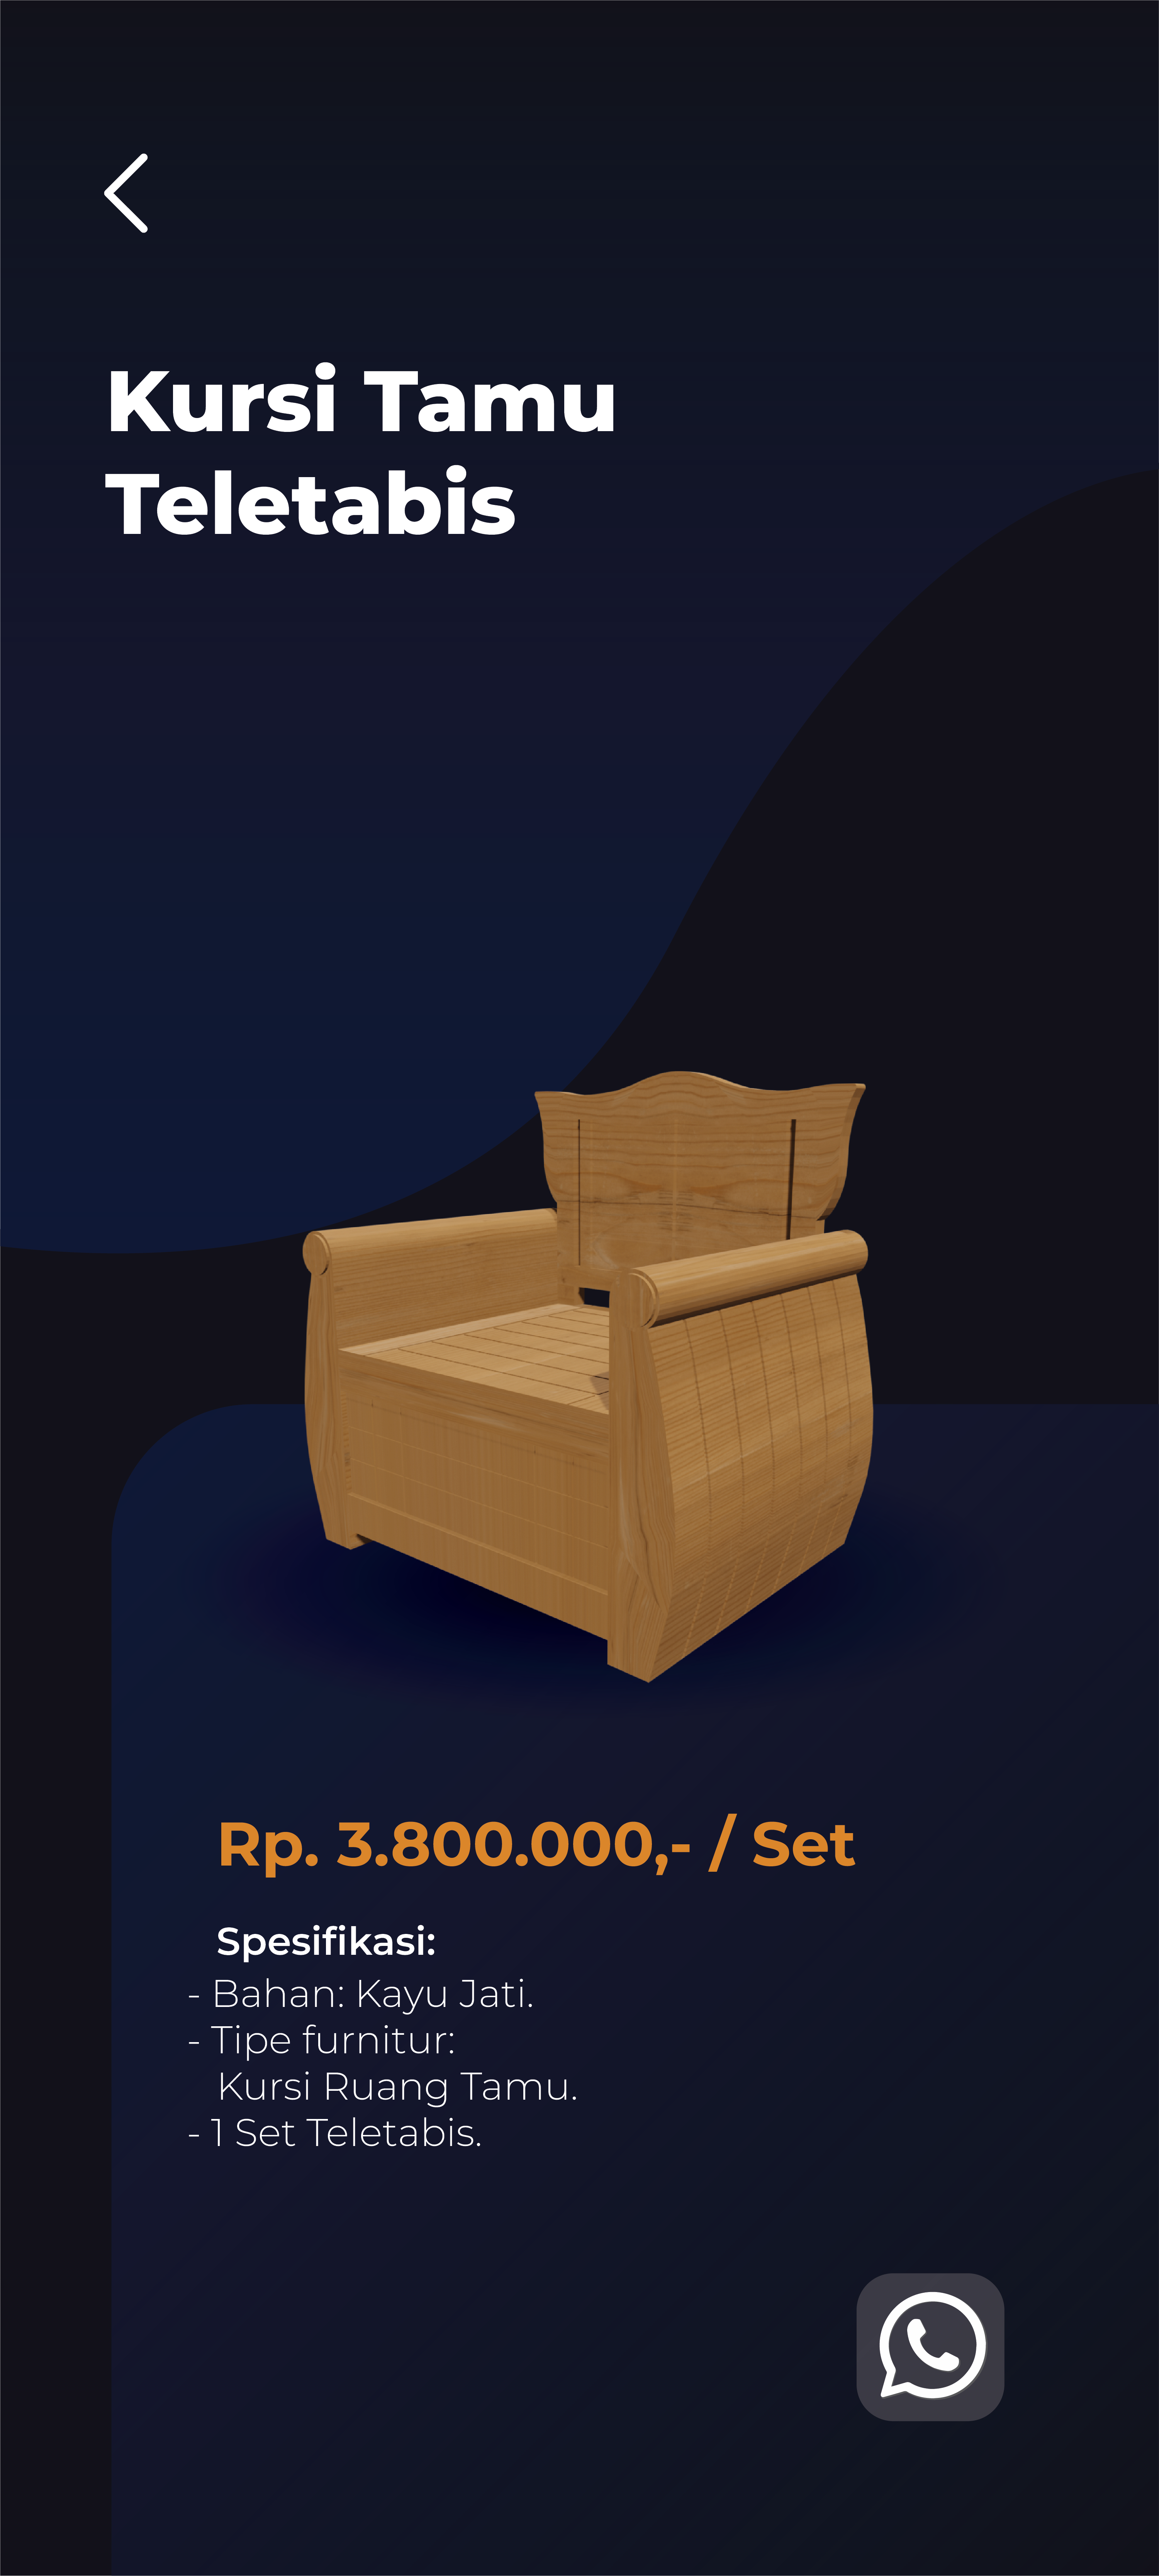 Kursi Tamu
Teletabis
Rp. 3.800.000,- / Set
Spesifikasi:
- Bahan: Kayu Jati.
- Tipe furnitur:
Kursi Ruang Tamu.
- 1 Set Teletabis.